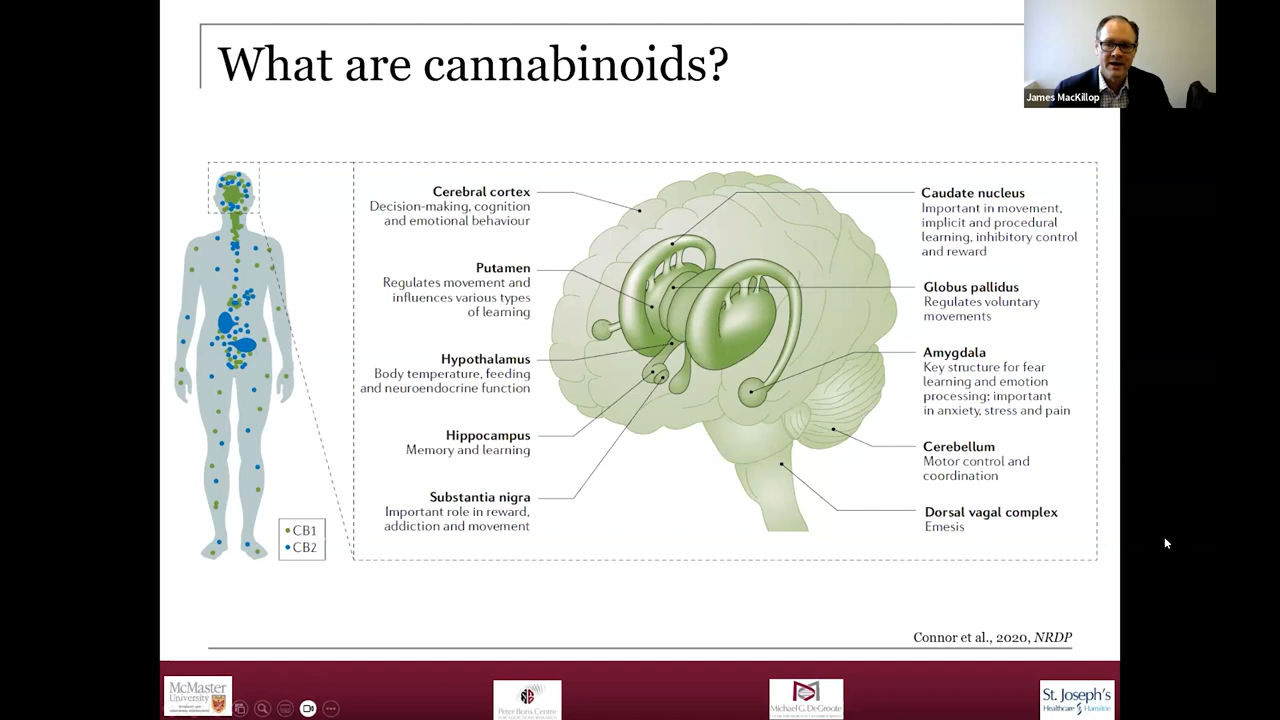 What are cannabinoids?
James MacKillop
Cerebral cortex
Decision-making, cognition
and emotional behaviour
Putamen
Regulates movement and
influences various types
of learning
Hypothalamus
Body temperature, feeding
and neuroendocrine function
Hippocampus
Memory and learning
Substantia nigra
Important role in reward,
addiction and movement
Caudate nucleus
Important in movement,
implicit and procedural
learning, inhibitory control
and reward
Globus pallidus
Regulates voluntary
movements
Amygdala
Key structure for fear
learning and emotion
processing; important
in anxiety, stress and pain
Cerebellum
Motor control and
coordination
Dorsal vagal complex
Emesis
CB1
CB2
Connor et al., 2020, NRDP
McMaster
University
Peter Boris Centre
Michael G. DeGroote
St. Joseph's
Healthcare Hamilton